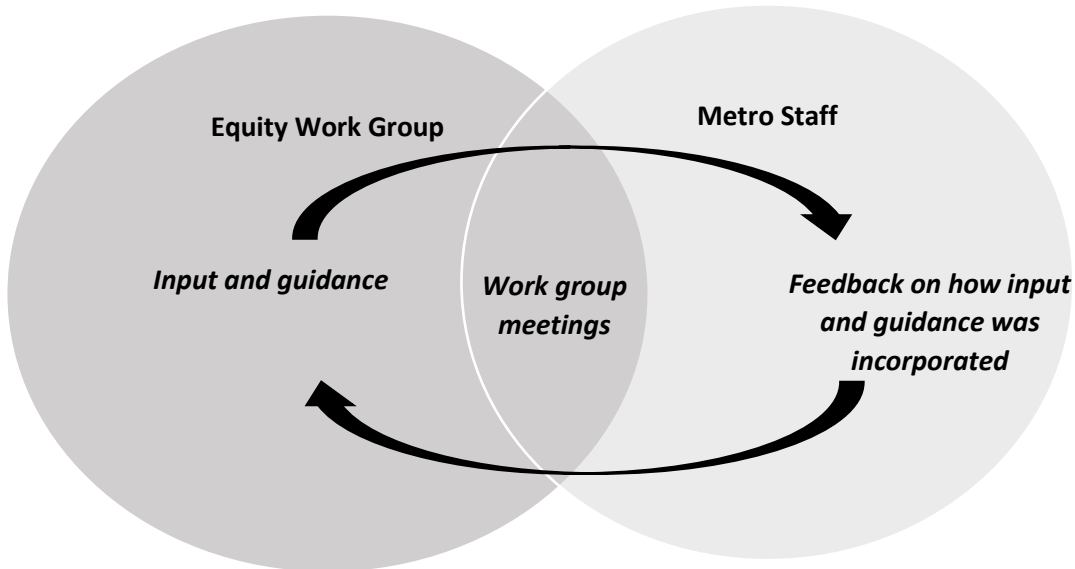 Equity Work Group
Metro Staff
Input and guidance
Work group
meetings
Feedback on how input
and guidance was
incorporated